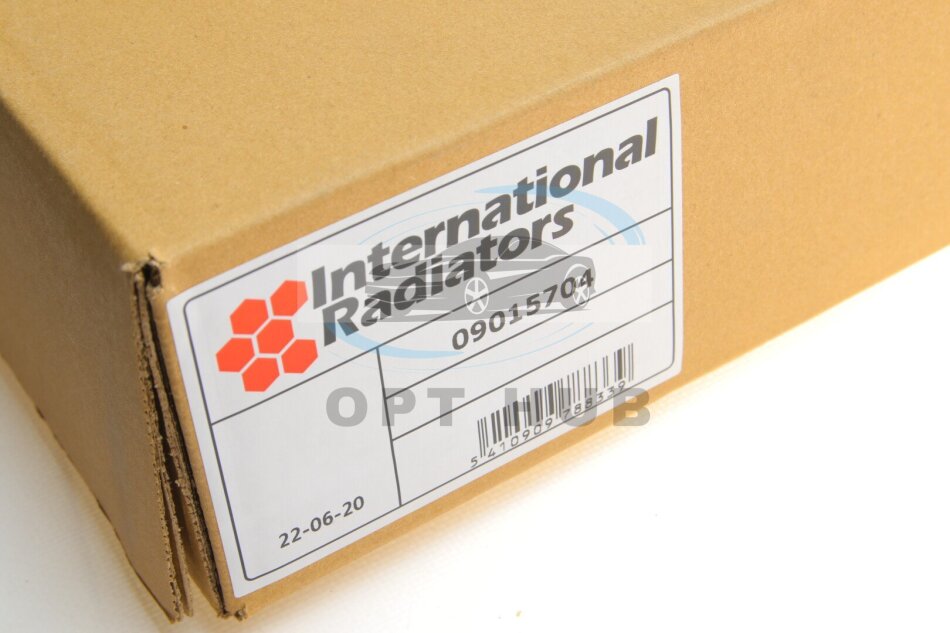 International
Radiators
09015704
5 410909 788339
22-06-20
OPT HUB